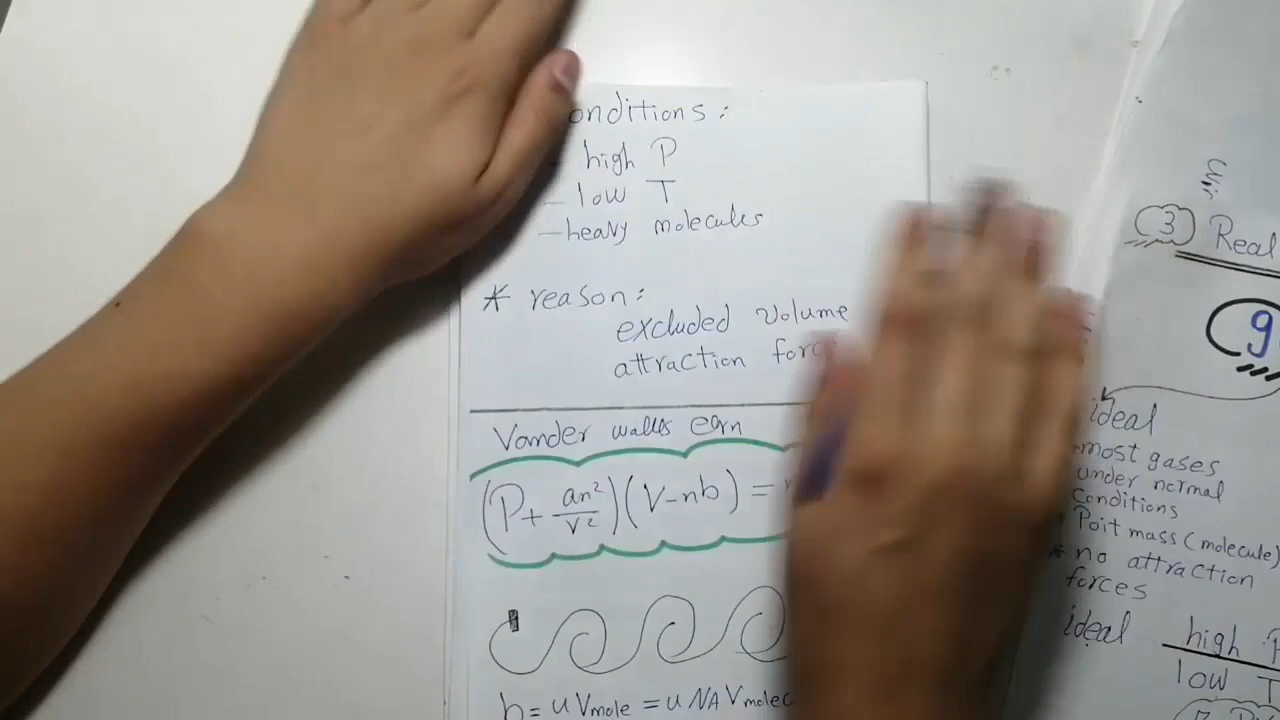 onditions:
- high P
- low T
- heavy molecules
* reason:
excluded volume
attraction forc
Vander walls eqn
(P + an²/V²)(V-nb) =
b = u Vmole = u NA Vmolec
3 Real
g
ideal
most gases
under normal
Conditions
* Poit mass (molecule)
* no attraction
forces
ideal high P
low T